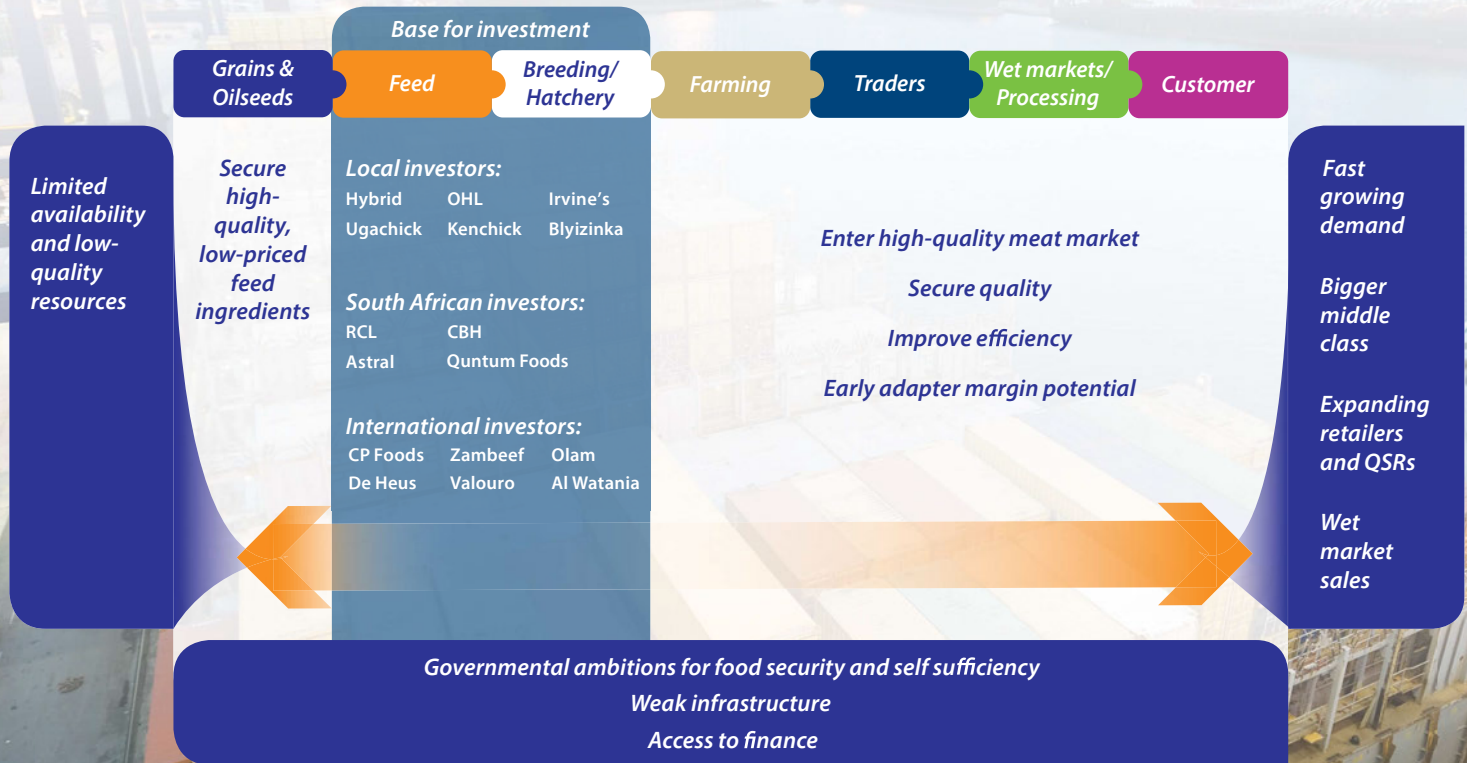 Base for investment
Grains &
Oilseeds
Feed
Breeding/
Hatchery
Farming
Traders
Wet markets/
Processing
Customer
Limited
availability
and low-
quality
resources
Secure
high-
quality,
low-priced
feed
ingredients
Local investors:
Hybrid OHL Irvine's
Ugachick Kenchick Blyizinka
South African investors:
RCL CBH
Astral Quntum Foods
International investors:
CP Foods Zambeef Olam
De Heus Valouro Al Watania
Enter high-quality meat market
Secure quality
Improve efficiency
Early adapter margin potential
Fast
growing
demand
Bigger
middle
class
Expanding
retailers
and QSRs
Wet
market
sales
Governmental ambitions for food security and self sufficiency
Weak infrastructure
Access to finance